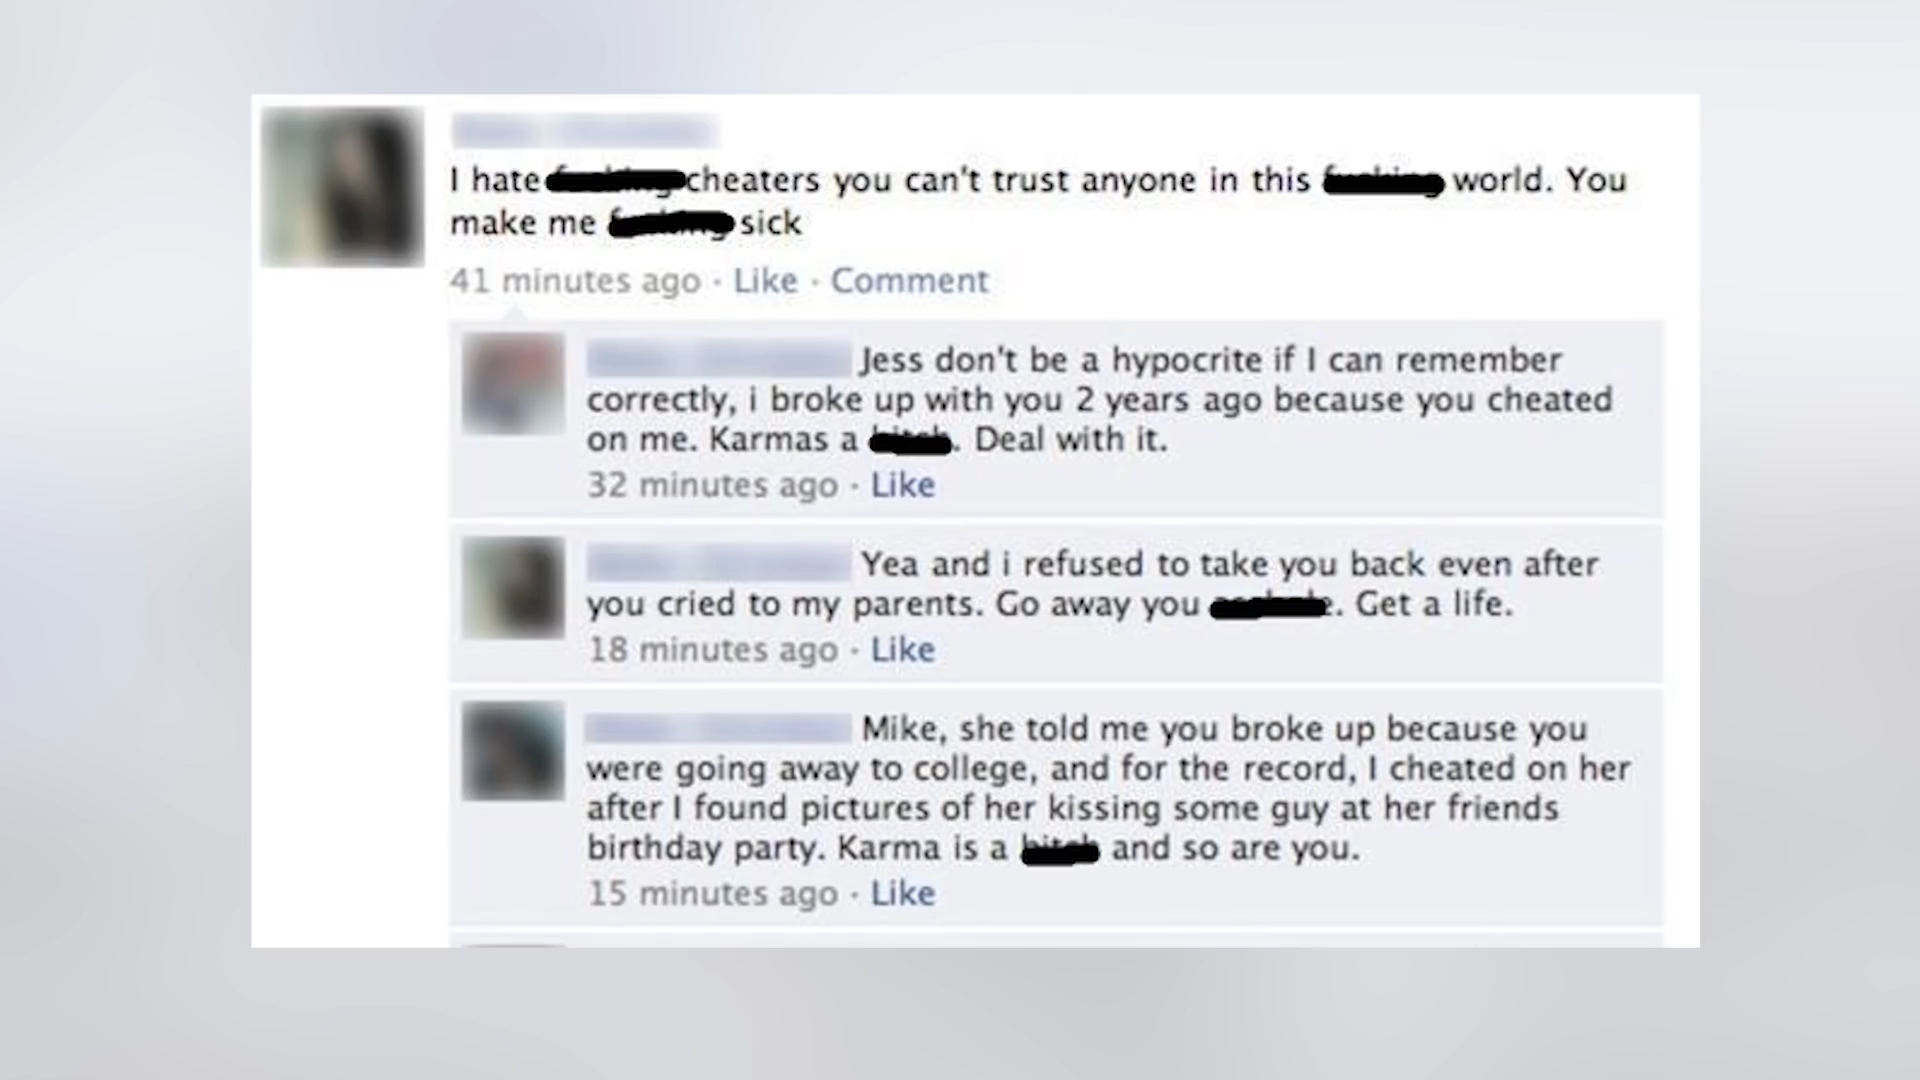 I hate cheaters you can't trust anyone in this world. You
make me sick
41 minutes ago · Like · Comment
Jess don't be a hypocrite if I can remember
correctly, i broke up with you 2 years ago because you cheated
on me. Karmas a . Deal with it.
32 minutes ago · Like
Yea and i refused to take you back even after
you cried to my parents. Go away you . Get a life.
18 minutes ago · Like
Mike, she told me you broke up because you
were going away to college, and for the record, I cheated on her
after I found pictures of her kissing some guy at her friends
birthday party. Karma is a and so are you.
15 minutes ago · Like